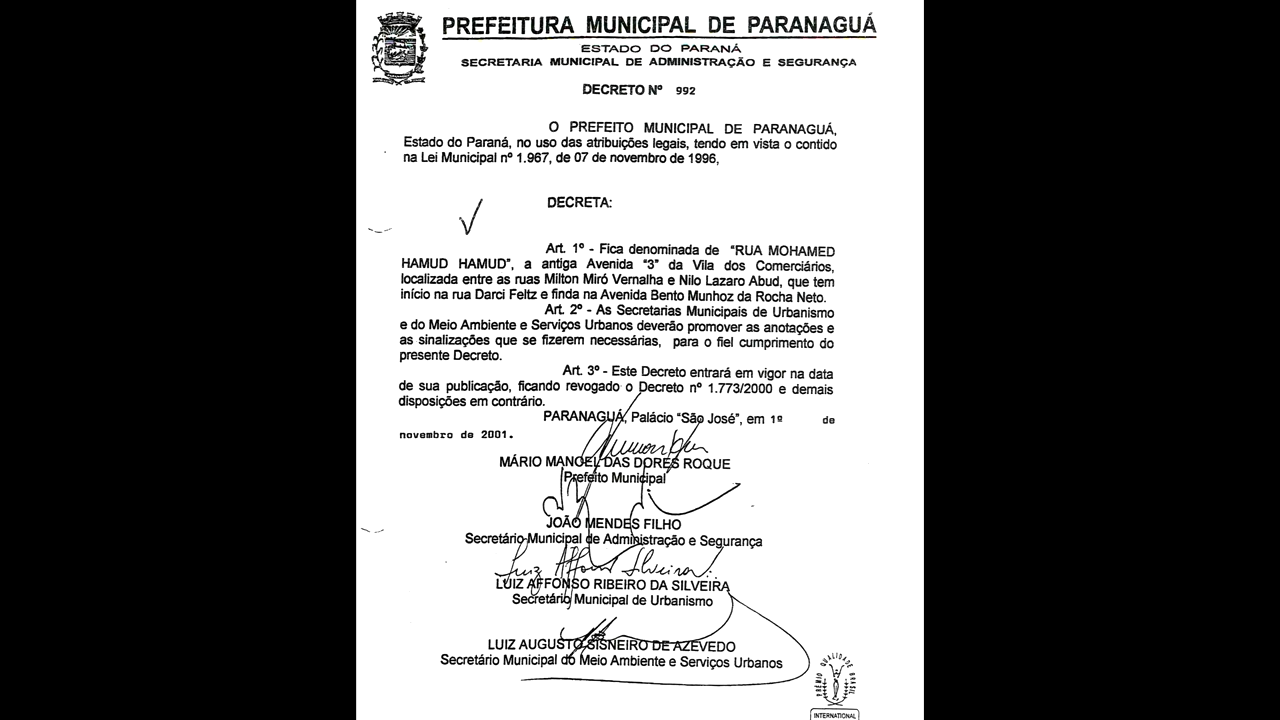 PREFEITURA MUNICIPAL DE PARANAGUÁ
ESTADO DO PARANÁ
SECRETARIA MUNICIPAL DE ADMINISTRAÇÃO E SEGURANÇA
DECRETO Nº 992
O PREFEITO MUNICIPAL DE PARANAGUÁ,
Estado do Paraná, no uso das atribuições legais, tendo em vista o contido
na Lei Municipal nº 1.967, de 07 de novembro de 1996,
DECRETA:
Art. 1º - Fica denominada de "RUA MOHAMED
HAMUD HAMUD", a antiga Avenida "3" da Vila dos Comerciários,
localizada entre as ruas Milton Miró Vernalha e Nilo Lazaro Abud, que tem
início na rua Darci Feltz e finda na Avenida Bento Munhoz da Rocha Neto.
Art. 2º - As Secretarias Municipais de Urbanismo
e do Meio Ambiente e Serviços Urbanos deverão promover as anotações e
as sinalizações que se fizerem necessárias, para o fiel cumprimento do
presente Decreto.
Art. 3º - Este Decreto entrará em vigor na data
de sua publicação, ficando revogado o Decreto nº 1.773/2000 e demais
disposições em contrário.
PARANAGUÁ, Palácio "São José", em 1º de
novembro de 2001.
MÁRIO MANOEL DAS DORES ROQUE
Prefeito Municipal
JOÃO MENDES FILHO
Secretário Municipal de Administração e Segurança
Luiz Affonso Silveira
LUIZ AFFONSO RIBEIRO DA SILVEIRA
Secretário Municipal de Urbanismo
LUIZ AUGUSTO SISNEIRO DE AZEVEDO
Secretário Municipal do Meio Ambiente e Serviços Urbanos
PRÊMIO QUALIDADE BRASIL
INTERNATIONAL